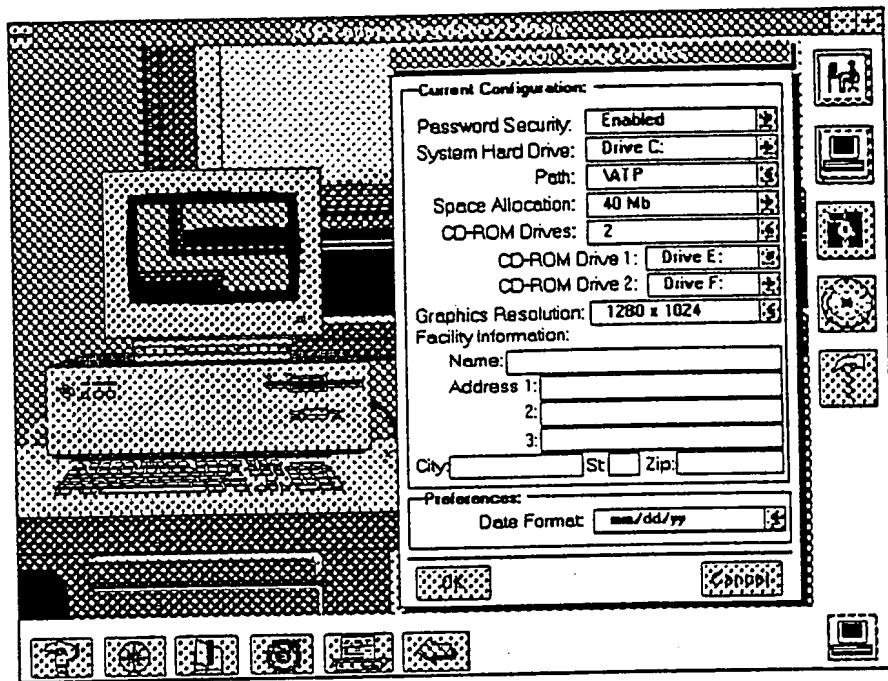 Current Configuration:
Password Security: Enabled
System Hard Drive: Drive C:
Path: \ATP
Space Allocation: 40 Mb
CD-ROM Drives: 2
CD-ROM Drive 1: Drive E:
CD-ROM Drive 2: Drive F:
Graphics Resolution: 1280 x 1024
Facility Information:
Name:
Address 1:
2:
3:
City: St Zip:
Preferences:
Date Format: mm/dd/yy
OK Cancel